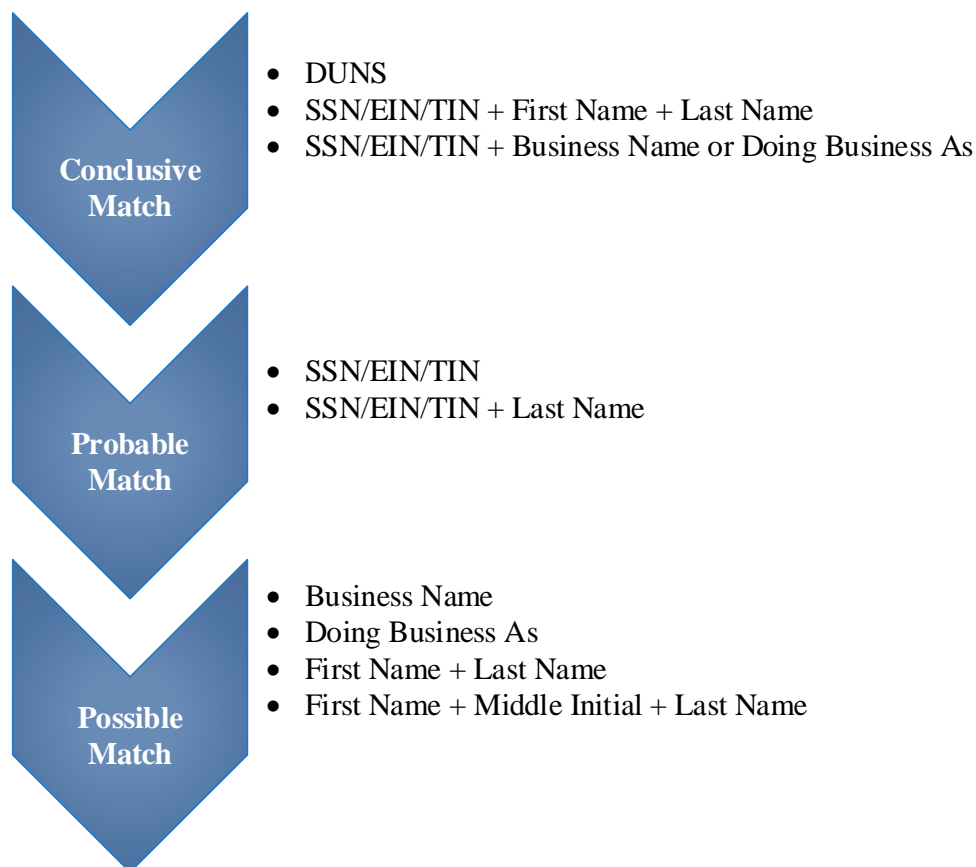 Conclusive
Match
• DUNS
• SSN/EIN/TIN + First Name + Last Name
• SSN/EIN/TIN + Business Name or Doing Business As
Probable
Match
• SSN/EIN/TIN
• SSN/EIN/TIN + Last Name
Possible
Match
• Business Name
• Doing Business As
• First Name + Last Name
• First Name + Middle Initial + Last Name